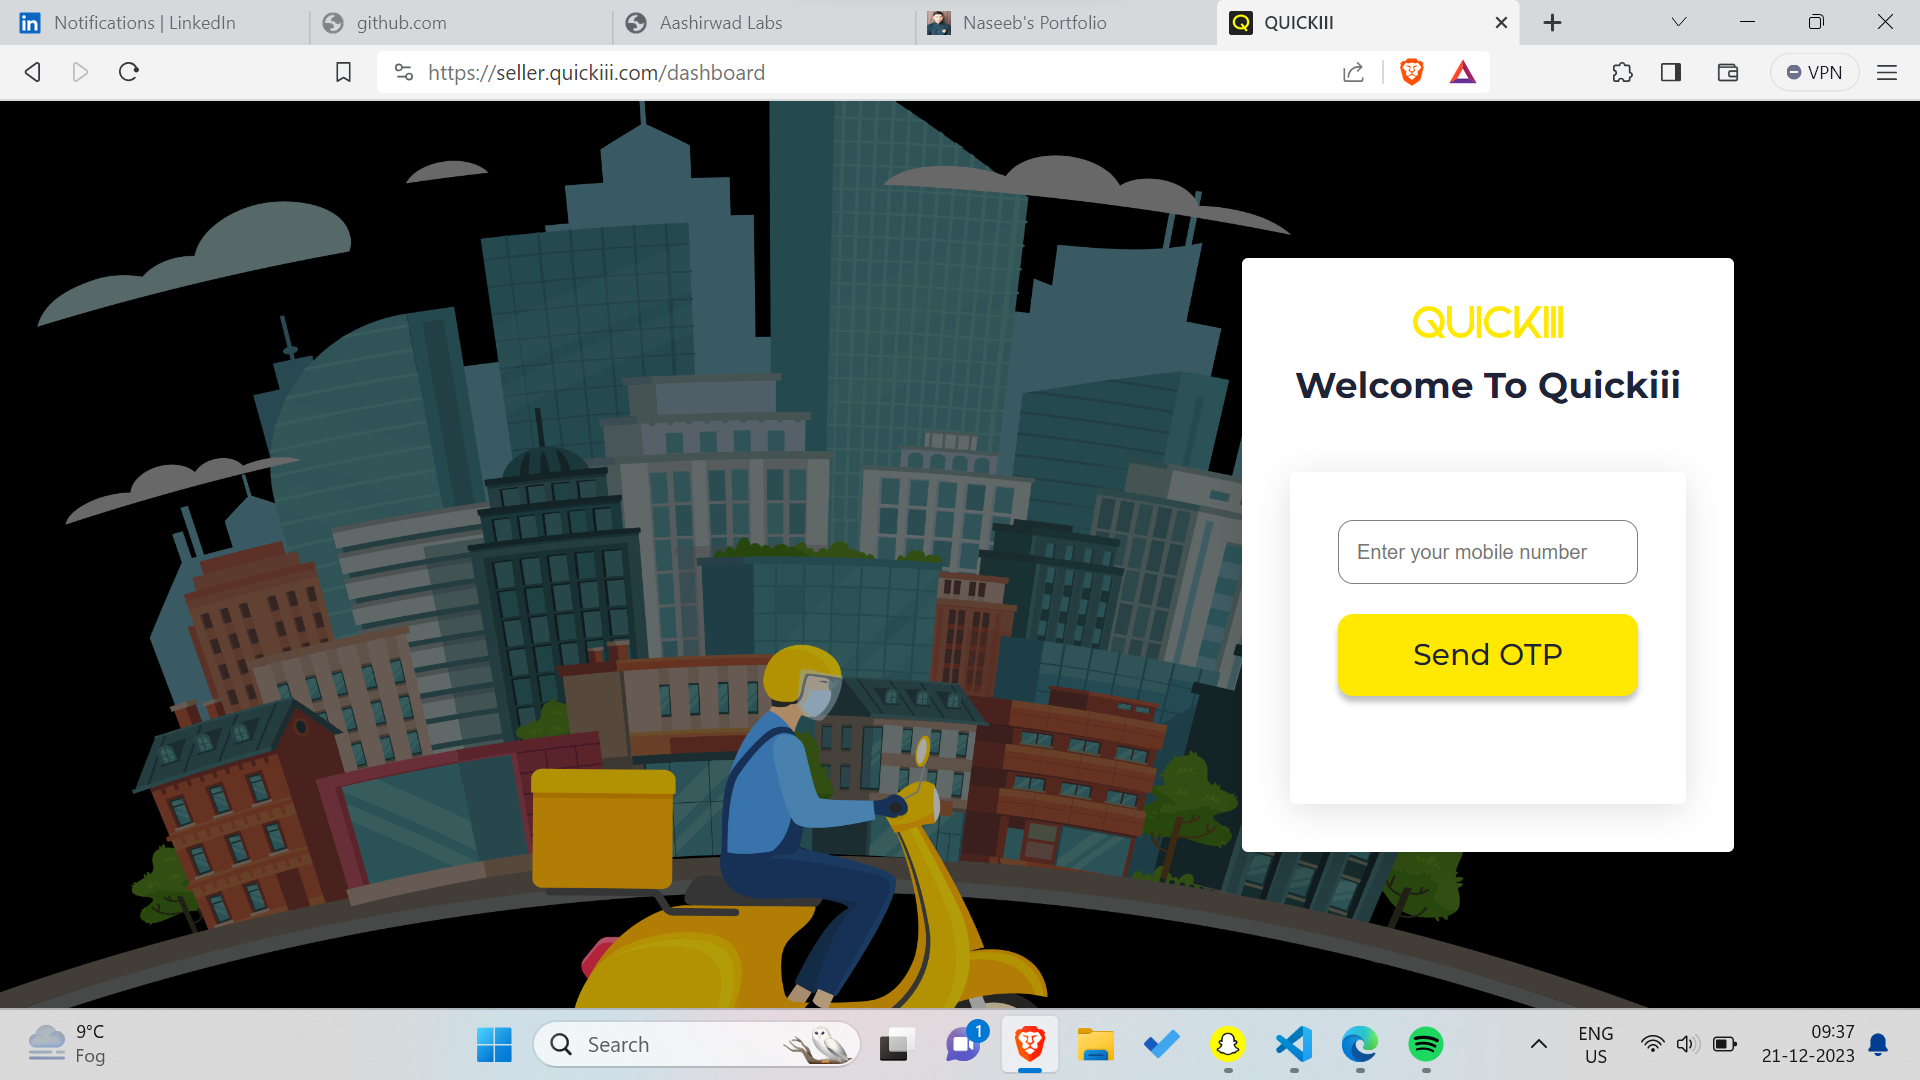 Notifications | LinkedIn
github.com
Aashirwad Labs
Naseeb's Portfolio
QUICKIII
https://seller.quickiii.com/dashboard
VPN
QUICKIII
Welcome To Quickiii
Enter your mobile number
Send OTP
9°C
Fog
Search
1
ENG
US
09:37
21-12-2023